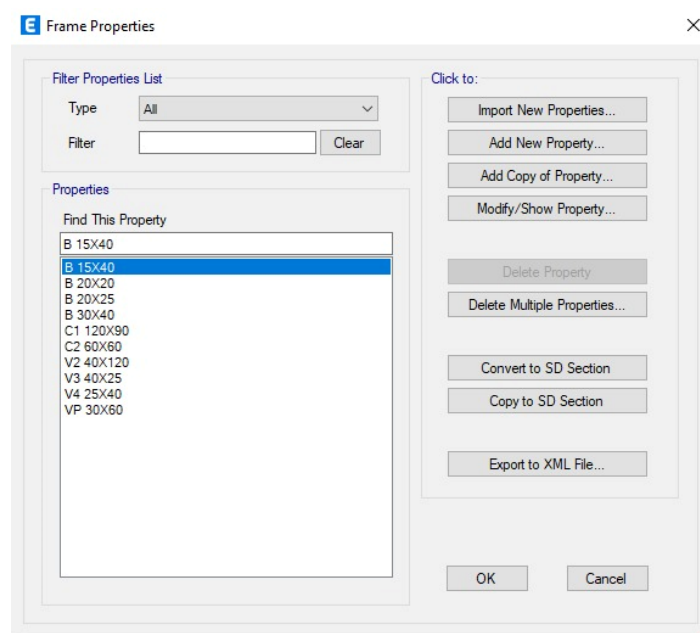 E Frame Properties
Filter Properties List
Type All
Filter Clear
Properties
Find This Property
B 15X40
B 15X40
B 20X20
B 20X25
B 30X40
C1 120X90
C2 60X60
V2 40X120
V3 40X25
V4 25X40
VP 30X60
Click to:
Import New Properties...
Add New Property...
Add Copy of Property...
Modify/Show Property...
Delete Property
Delete Multiple Properties...
Convert to SD Section
Copy to SD Section
Export to XML File...
OK Cancel